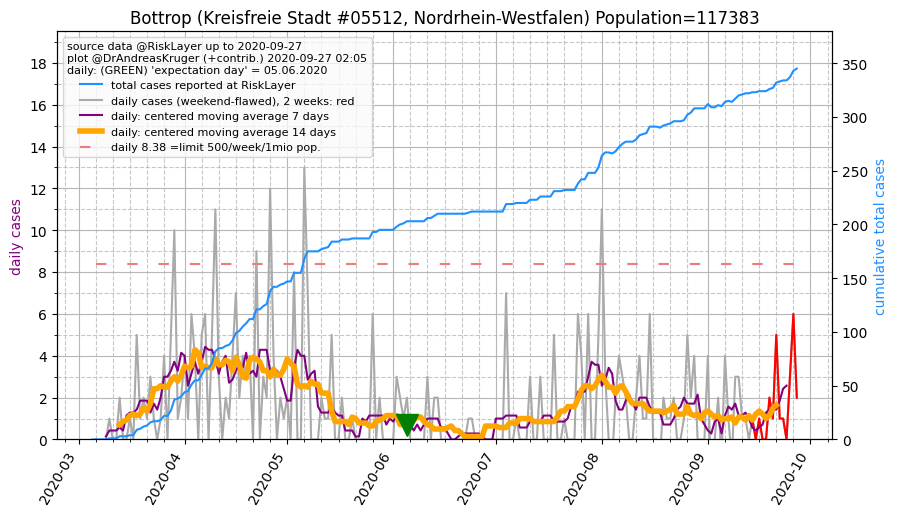 Bottrop (Kreisfreie Stadt #05512, Nordrhein-Westfalen) Population=117383
source data @RiskLayer up to 2020-09-27
plot @DrAndreasKruger (+contrib.) 2020-09-27 02:05
daily: (GREEN) 'expectation day' = 05.06.2020
total cases reported at RiskLayer
daily cases (weekend-flawed), 2 weeks: red
daily: centered moving average 7 days
daily: centered moving average 14 days
daily 8.38 =limit 500/week/1mio pop.
daily cases
18
16
14
12
10
8
6
4
2
0
350
300
250
200
150
100
50
0
cumulative total cases
2020-03
2020-04
2020-05
2020-06
2020-07
2020-08
2020-09
2020-10